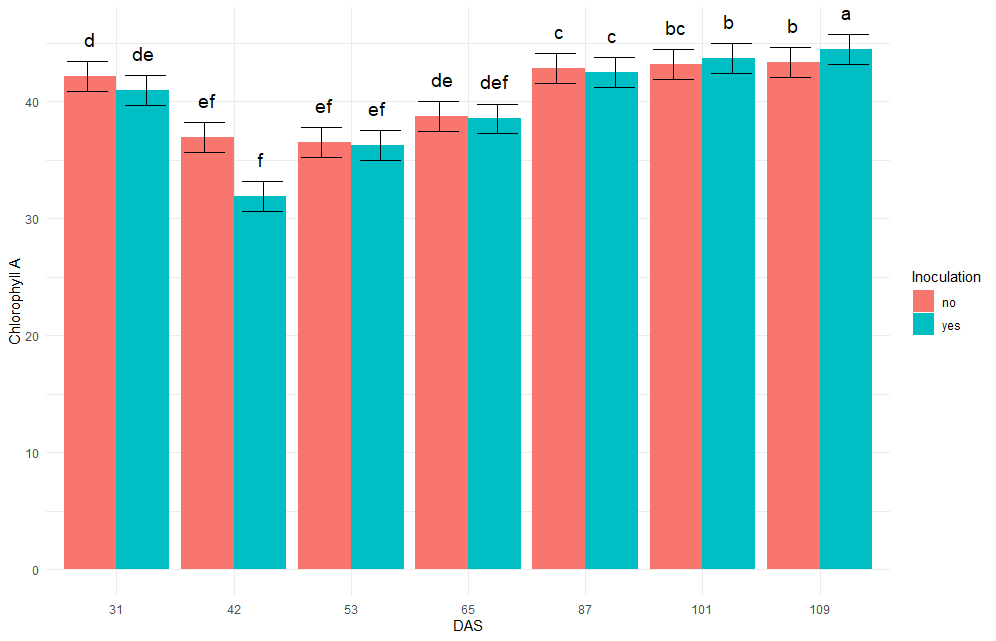 d de ef f ef ef de def c c bc b b a
40
30
20
10
0
Chlorophyll A
31 42 53 65 87 101 109
DAS
Inoculation
no
yes